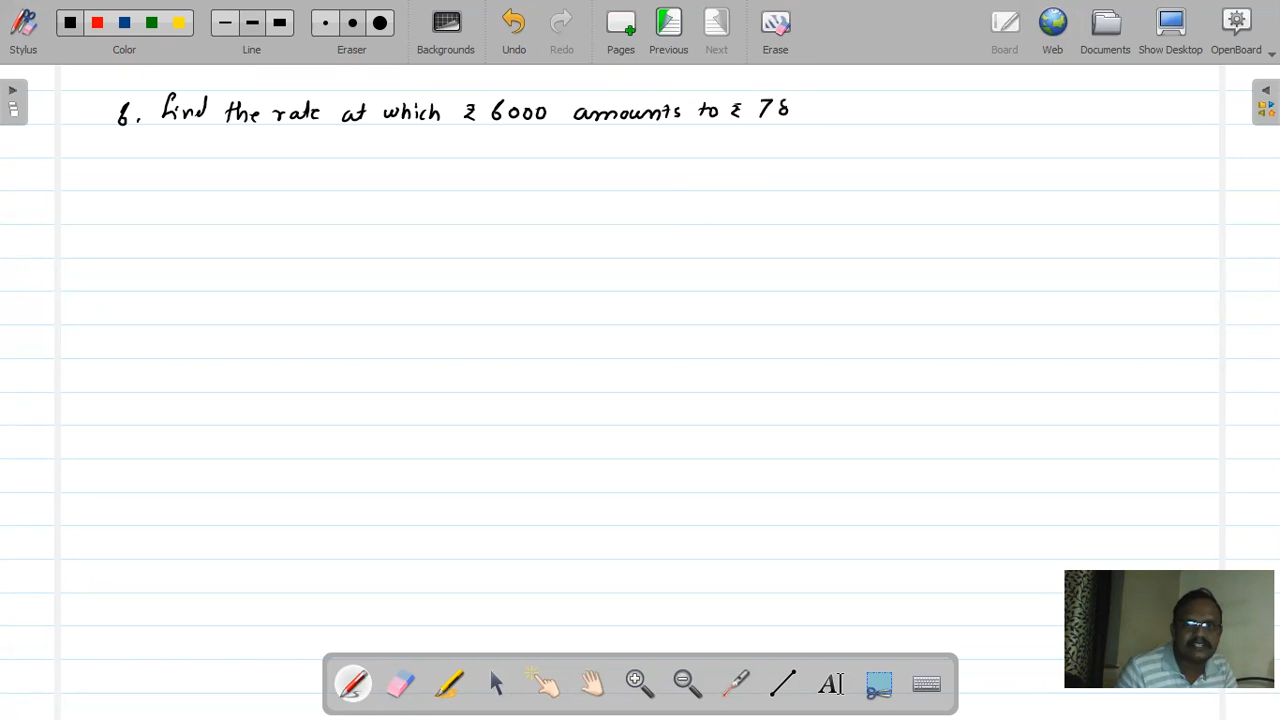 Stylus Color Line Eraser Backgrounds Undo Redo Pages Previous Next Erase Board Web Documents Show Desktop OpenBoard
6. Find the rate at which ₹ 6000 amounts to ₹ 78